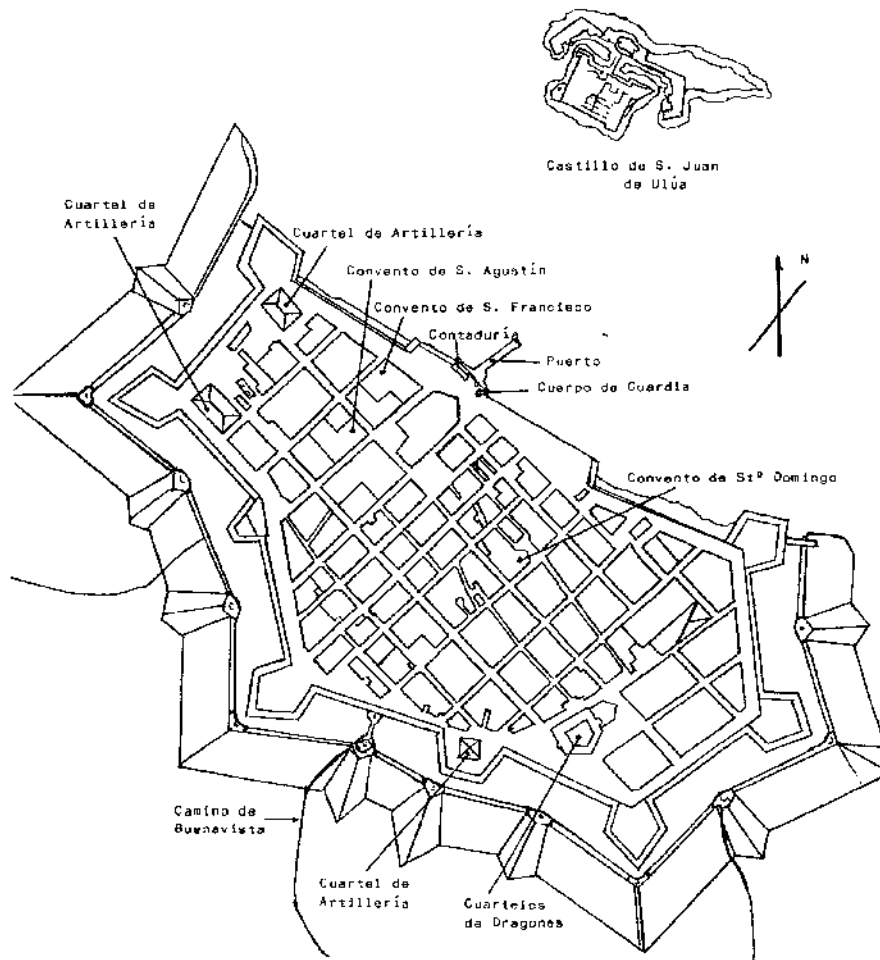 Castillo de S. Juan
de Ulúa
Cuartel de
Artillería
Cuartel de Artillería
Convento de S. Agustín
Convento de S. Francisco
Contaduría
N
Puerto
Cuerpo de Guardia
Convento de Stº Domingo
Camino de
Buenavista
Cuartel de
Artillería
Cuarteles
de Dragones